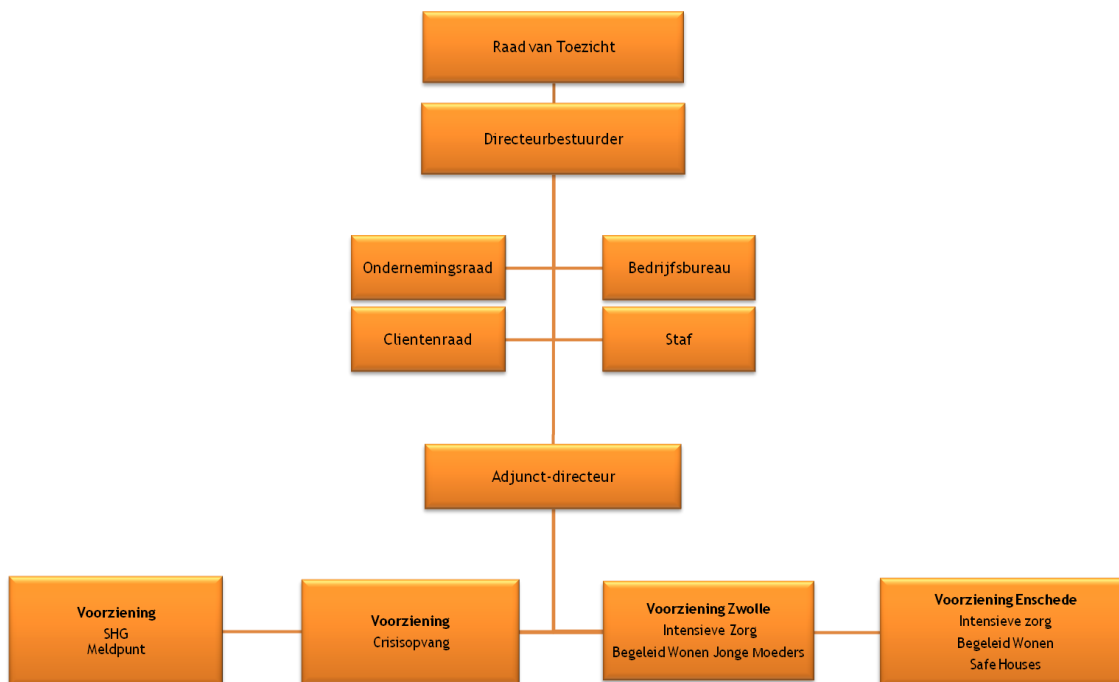 Raad van Toezicht
Directeurbestuurder
Ondernemingsraad
Bedrijfsbureau
Clientenraad
Staf
Adjunct-directeur
Voorziening
SHG
Meldpunt
Voorziening
Crisisopvang
Voorziening Zwolle
Intensieve Zorg
Begeleid Wonen Jonge Moeders
Voorziening Enschede
Intensieve zorg
Begeleid Wonen
Safe Houses